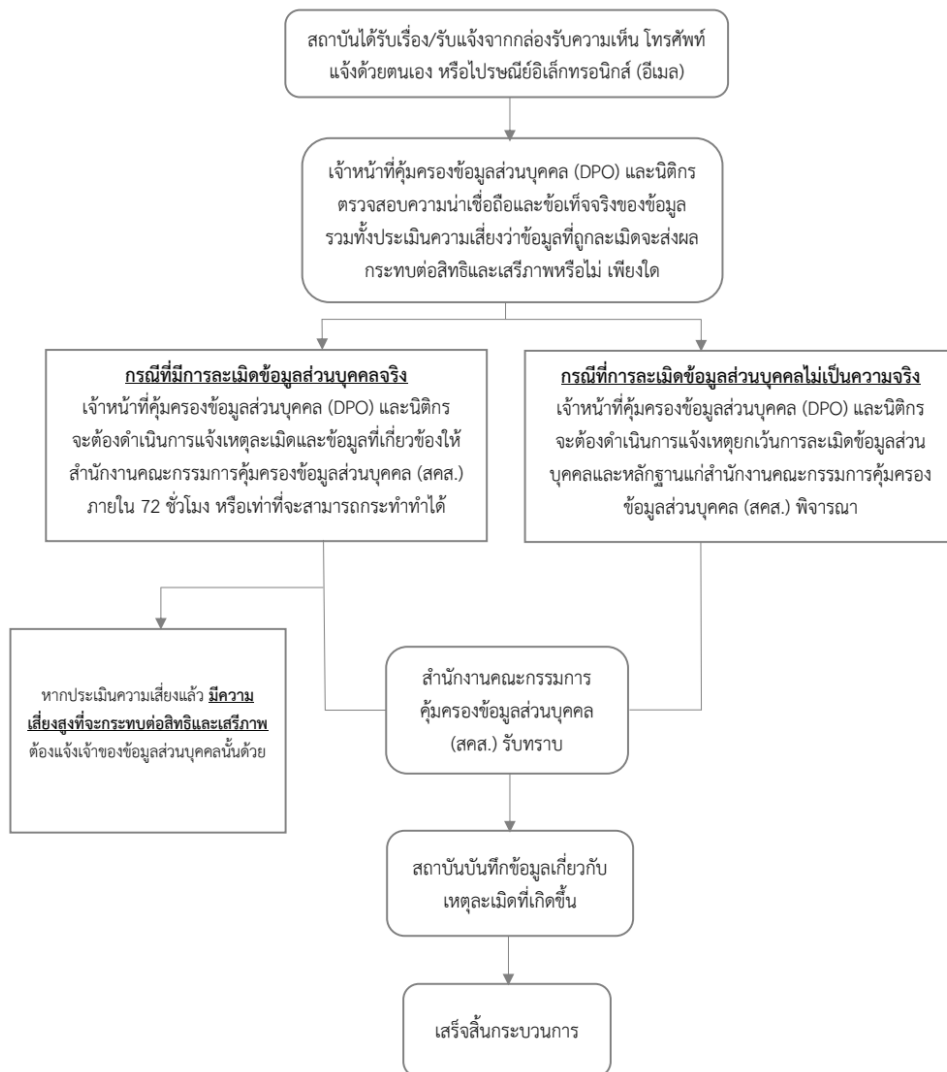 สถาบันได้รับเรื่อง/รับแจ้งจากกล่องรับความเห็น โทรศัพท์
แจ้งด้วยตนเอง หรือไปรษณีย์อิเล็กทรอนิกส์ (อีเมล)
เจ้าหน้าที่คุ้มครองข้อมูลส่วนบุคคล (DPO) และนิติกร
ตรวจสอบความน่าเชื่อถือและข้อเท็จจริงของข้อมูล
รวมทั้งประเมินความเสี่ยงว่าข้อมูลที่ถูกละเมิดจะส่งผล
กระทบต่อสิทธิและเสรีภาพหรือไม่ เพียงใด
กรณีที่มีการละเมิดข้อมูลส่วนบุคคลจริง
เจ้าหน้าที่คุ้มครองข้อมูลส่วนบุคคล (DPO) และนิติกร
จะต้องดำเนินการแจ้งเหตุละเมิดและข้อมูลที่เกี่ยวข้องให้
สำนักงานคณะกรรมการคุ้มครองข้อมูลส่วนบุคคล (สคส.)
ภายใน 72 ชั่วโมง หรือเท่าที่จะสามารถกระทำทำได้
กรณีที่การละเมิดข้อมูลส่วนบุคคลไม่เป็นความจริง
เจ้าหน้าที่คุ้มครองข้อมูลส่วนบุคคล (DPO) และนิติกร
จะต้องดำเนินการแจ้งเหตุยกเว้นการละเมิดข้อมูลส่วน
บุคคลและหลักฐานแก่สำนักงานคณะกรรมการคุ้มครอง
ข้อมูลส่วนบุคคล (สคส.) พิจารณา
หากประเมินความเสี่ยงแล้ว มีความ
เสี่ยงสูงที่จะกระทบต่อสิทธิและเสรีภาพ
ต้องแจ้งเจ้าของข้อมูลส่วนบุคคลนั้นด้วย
สำนักงานคณะกรรมการ
คุ้มครองข้อมูลส่วนบุคคล
(สคส.) รับทราบ
สถาบันบันทึกข้อมูลเกี่ยวกับ
เหตุละเมิดที่เกิดขึ้น
เสร็จสิ้นกระบวนการ